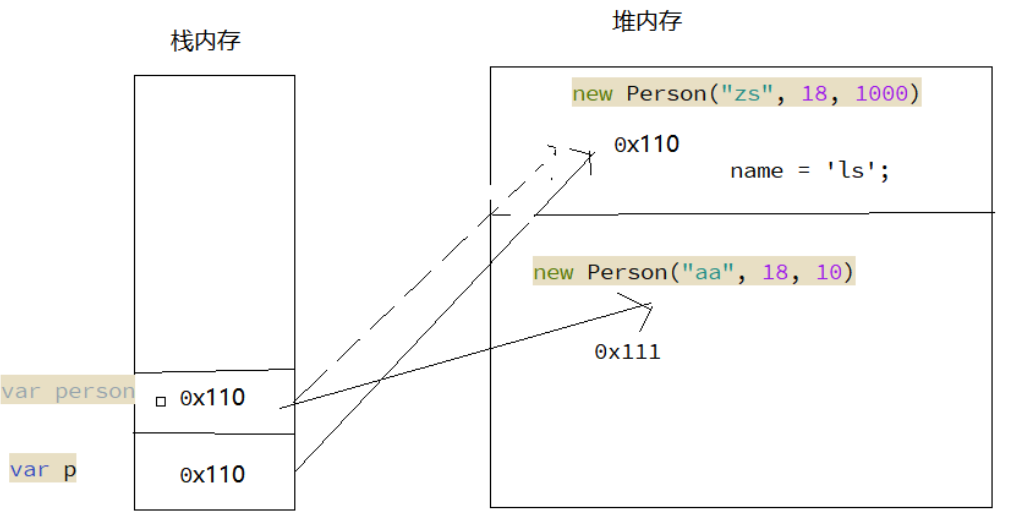 栈内存
堆内存
new Person("zs", 18, 1000)
0x110
name = 'ls';
new Person("aa", 18, 10)
0x111
var person
0x110
var p
0x110